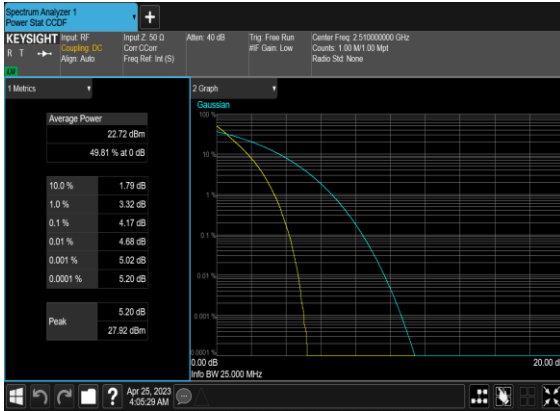 Spectrum Analyzer 1
Power Stat CCDF
KEYSIGHT
R T
Input: RF
Coupling: DC
Align: Auto
Input Z: 50 Ω
Corr CCorr
Freq Ref: Int (S)
Atten: 40 dB
Trig: Free Run
#IF Gain: Low
Center Freq: 2.510000000 GHz
Counts: 1.00 M/1.00 Mpt
Radio Std: None
1 Metrics
Average Power
22.72 dBm
49.81 % at 0 dB
10.0 % 1.79 dB
1.0 % 3.32 dB
0.1 % 4.17 dB
0.01 % 4.68 dB
0.001 % 5.02 dB
0.0001 % 5.20 dB
Peak
5.20 dB
27.92 dBm
2 Graph
Gaussian
100 %
10 %
1 %
0.1 %
0.01 %
0.001 %
0.0001 %
0.00 dB
20.00 d
Info BW 25.000 MHz
?
Apr 25, 2023
4:05:29 AM